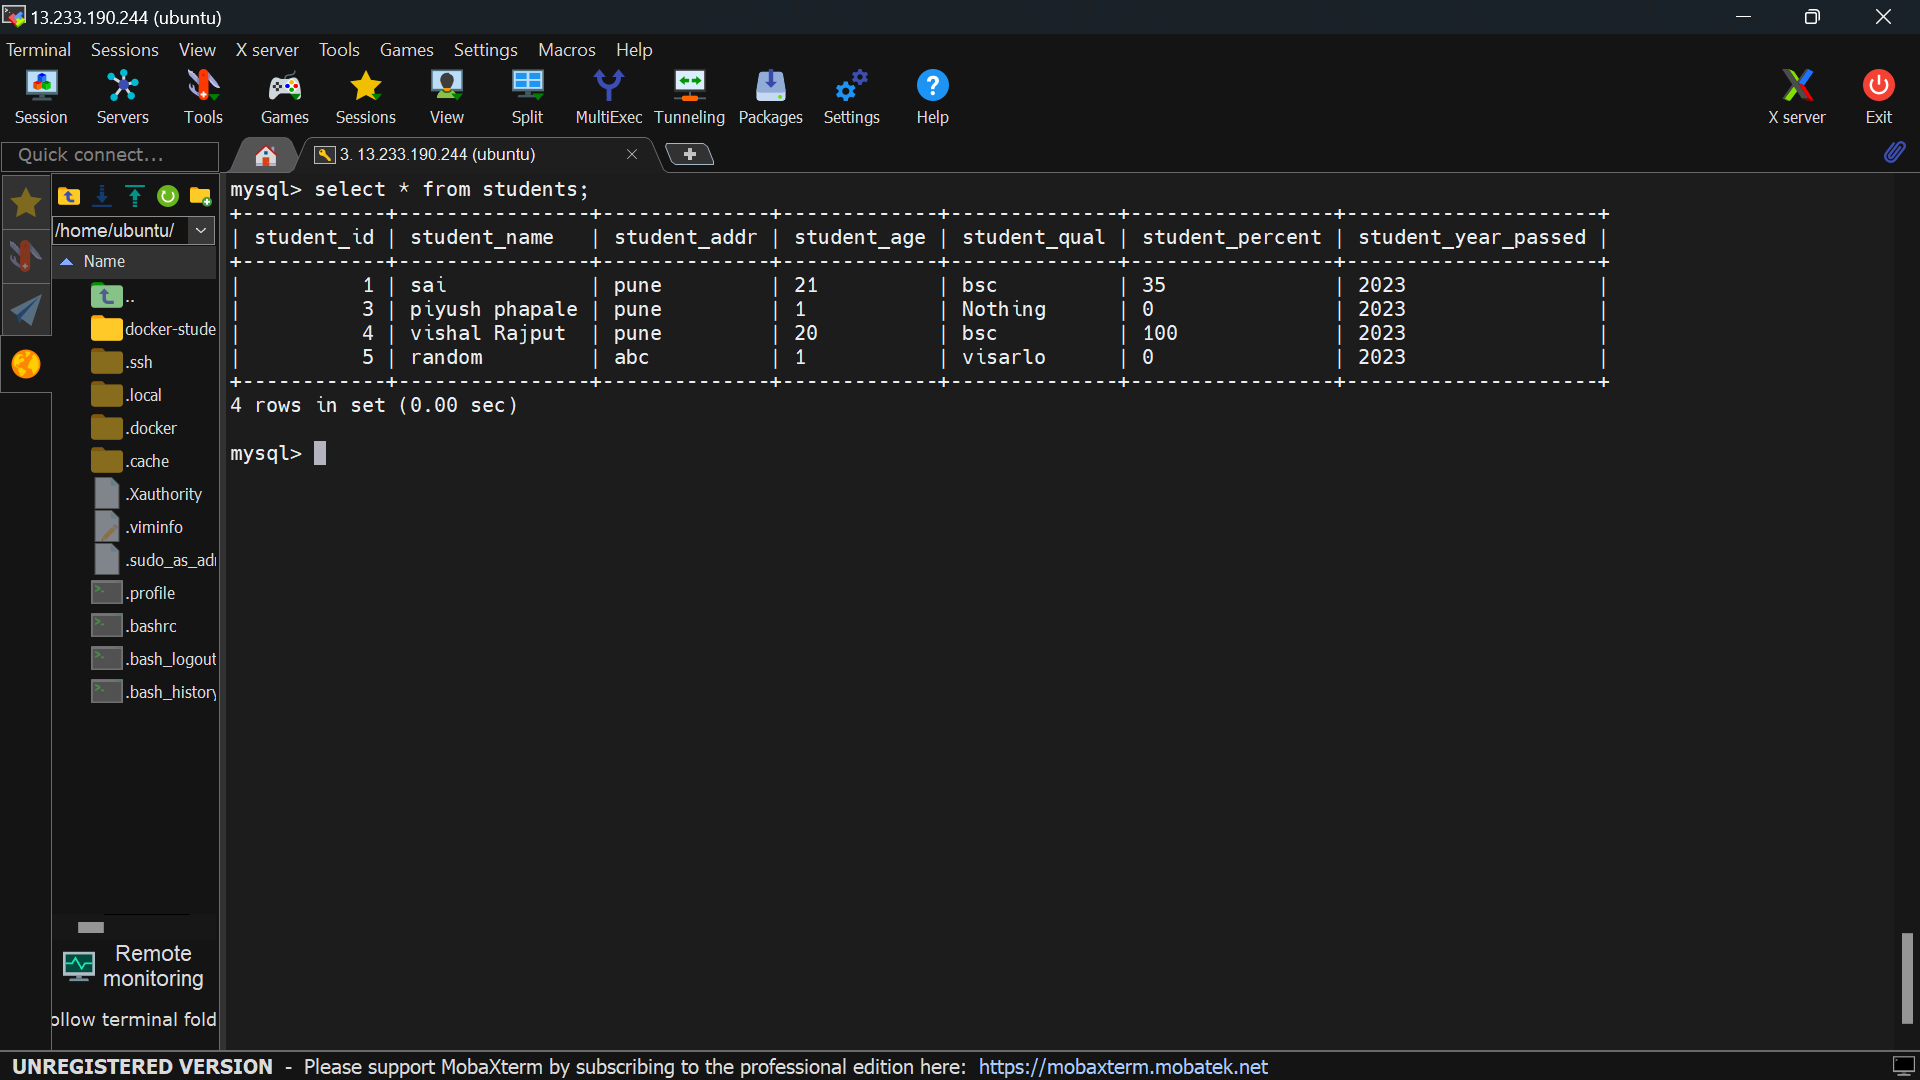 13.233.190.244 (ubuntu)
Terminal Sessions View X server Tools Games Settings Macros Help
Session Servers Tools Games Sessions View Split MultiExec Tunneling Packages Settings Help X server Exit
Quick connect...
3. 13.233.190.244 (ubuntu)
/home/ubuntu/
Name
..
docker-stude
.ssh
.local
.docker
.cache
.Xauthority
.viminfo
.sudo_as_adm
.profile
.bashrc
.bash_logout
.bash_history
Remote
monitoring
ollow terminal fold
mysql> select * from students;
+------------+----------------+--------------+-------------+--------------+-----------------+---------------------+
| student_id | student_name   | student_addr | student_age | student_qual | student_percent | student_year_passed |
+------------+----------------+--------------+-------------+--------------+-----------------+---------------------+
|          1 | sai            | pune         | 21          | bsc          | 35              | 2023                |
|          3 | piyush phapale | pune         | 1           | Nothing      | 0               | 2023                |
|          4 | vishal Rajput  | pune         | 20          | bsc          | 100             | 2023                |
|          5 | random         | abc          | 1           | visarlo      | 0               | 2023                |
+------------+----------------+--------------+-------------+--------------+-----------------+---------------------+
4 rows in set (0.00 sec)
mysql>
UNREGISTERED VERSION - Please support MobaXterm by subscribing to the professional edition here: https://mobaxterm.mobatek.net